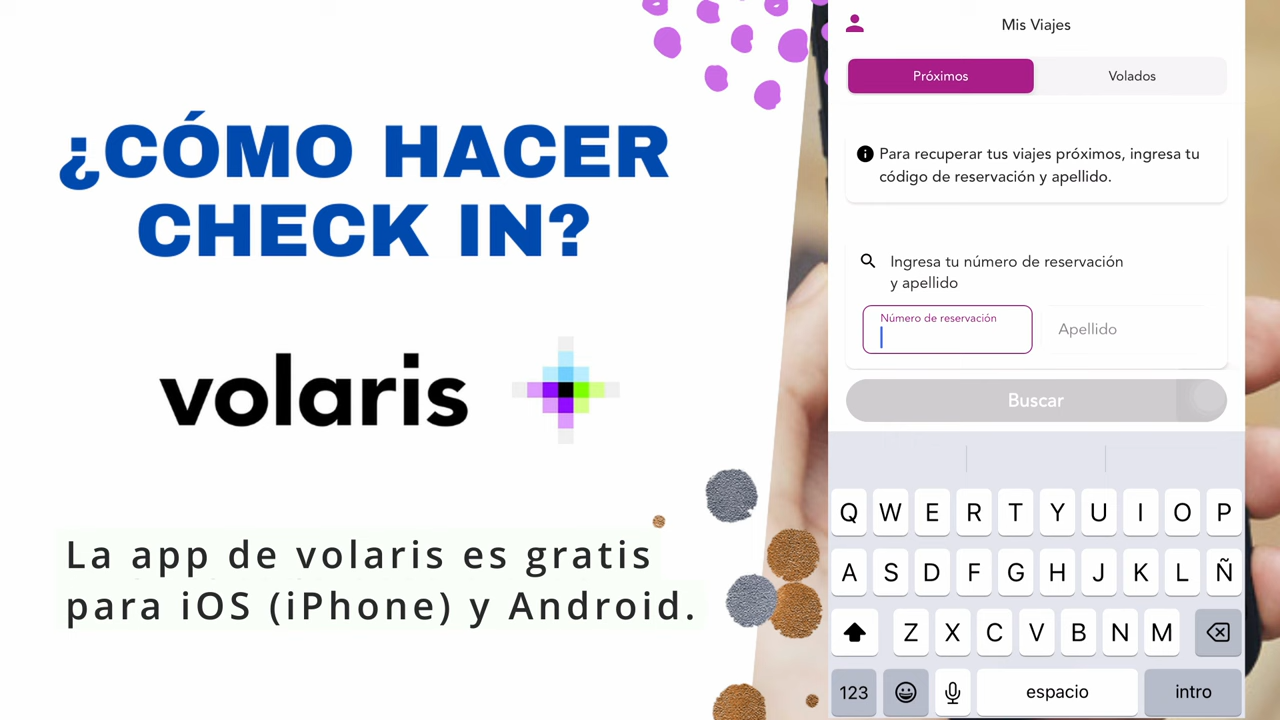 ¿CÓMO HACER
CHECK IN?
volaris
La app de volaris es gratis
para iOS (iPhone) y Android.
Mis Viajes
Próximos
Volados
Para recuperar tus viajes próximos, ingresa tu
código de reservación y apellido.
Ingresa tu número de reservación
y apellido
Número de reservación
Apellido
Buscar
Q W E R T Y U I O P
A S D F G H J K L Ñ
Z X C V B N M
123 espacio intro